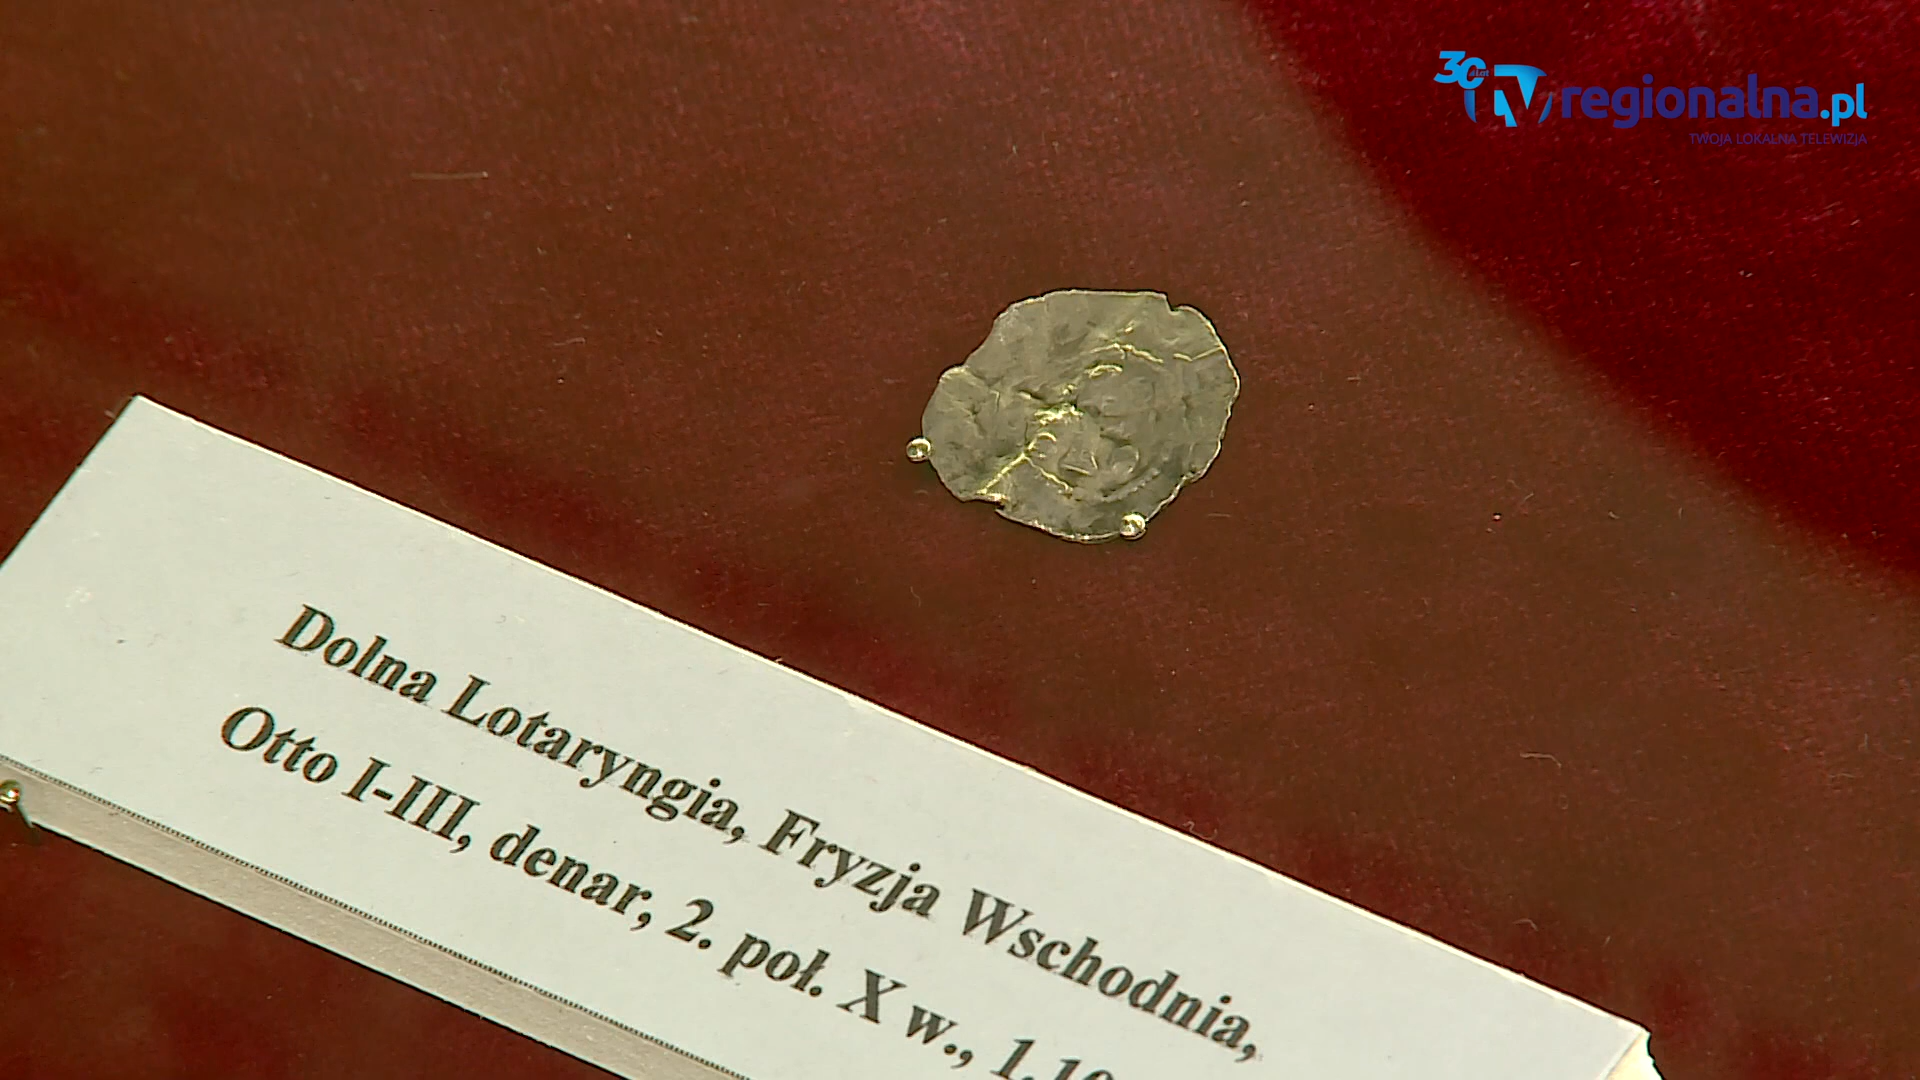 30 lat
TV regionalna.pl
TWOJA LOKALNA TELEWIZJA
Dolna Lotaryngia, Fryzja Wschodnia,
Otto I-III, denar, 2. poł. X w.,